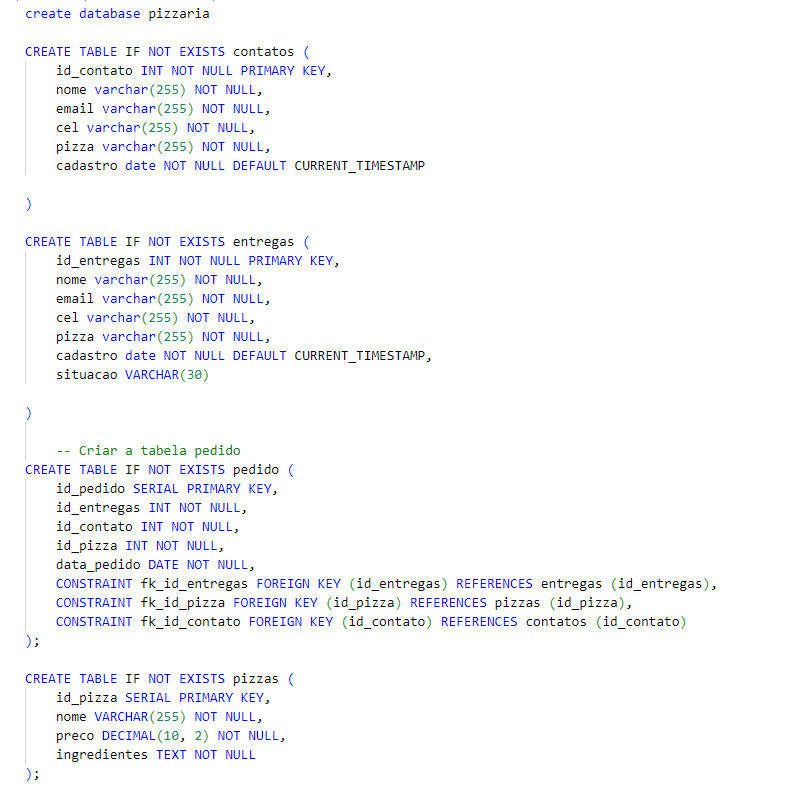 create database pizzaria
CREATE TABLE IF NOT EXISTS contatos (
id_contato INT NOT NULL PRIMARY KEY,
nome varchar(255) NOT NULL,
email varchar(255) NOT NULL,
cel varchar(255) NOT NULL,
pizza varchar(255) NOT NULL,
cadastro date NOT NULL DEFAULT CURRENT_TIMESTAMP
)
CREATE TABLE IF NOT EXISTS entregas (
id_entregas INT NOT NULL PRIMARY KEY,
nome varchar(255) NOT NULL,
email varchar(255) NOT NULL,
cel varchar(255) NOT NULL,
pizza varchar(255) NOT NULL,
cadastro date NOT NULL DEFAULT CURRENT_TIMESTAMP,
situacao VARCHAR(30)
)
-- Criar a tabela pedido
CREATE TABLE IF NOT EXISTS pedido (
id_pedido SERIAL PRIMARY KEY,
id_entregas INT NOT NULL,
id_contato INT NOT NULL,
id_pizza INT NOT NULL,
data_pedido DATE NOT NULL,
CONSTRAINT fk_id_entregas FOREIGN KEY (id_entregas) REFERENCES entregas (id_entregas),
CONSTRAINT fk_id_pizza FOREIGN KEY (id_pizza) REFERENCES pizzas (id_pizza),
CONSTRAINT fk_id_contato FOREIGN KEY (id_contato) REFERENCES contatos (id_contato)
);
CREATE TABLE IF NOT EXISTS pizzas (
id_pizza SERIAL PRIMARY KEY,
nome VARCHAR(255) NOT NULL,
preco DECIMAL(10, 2) NOT NULL,
ingredientes TEXT NOT NULL
);